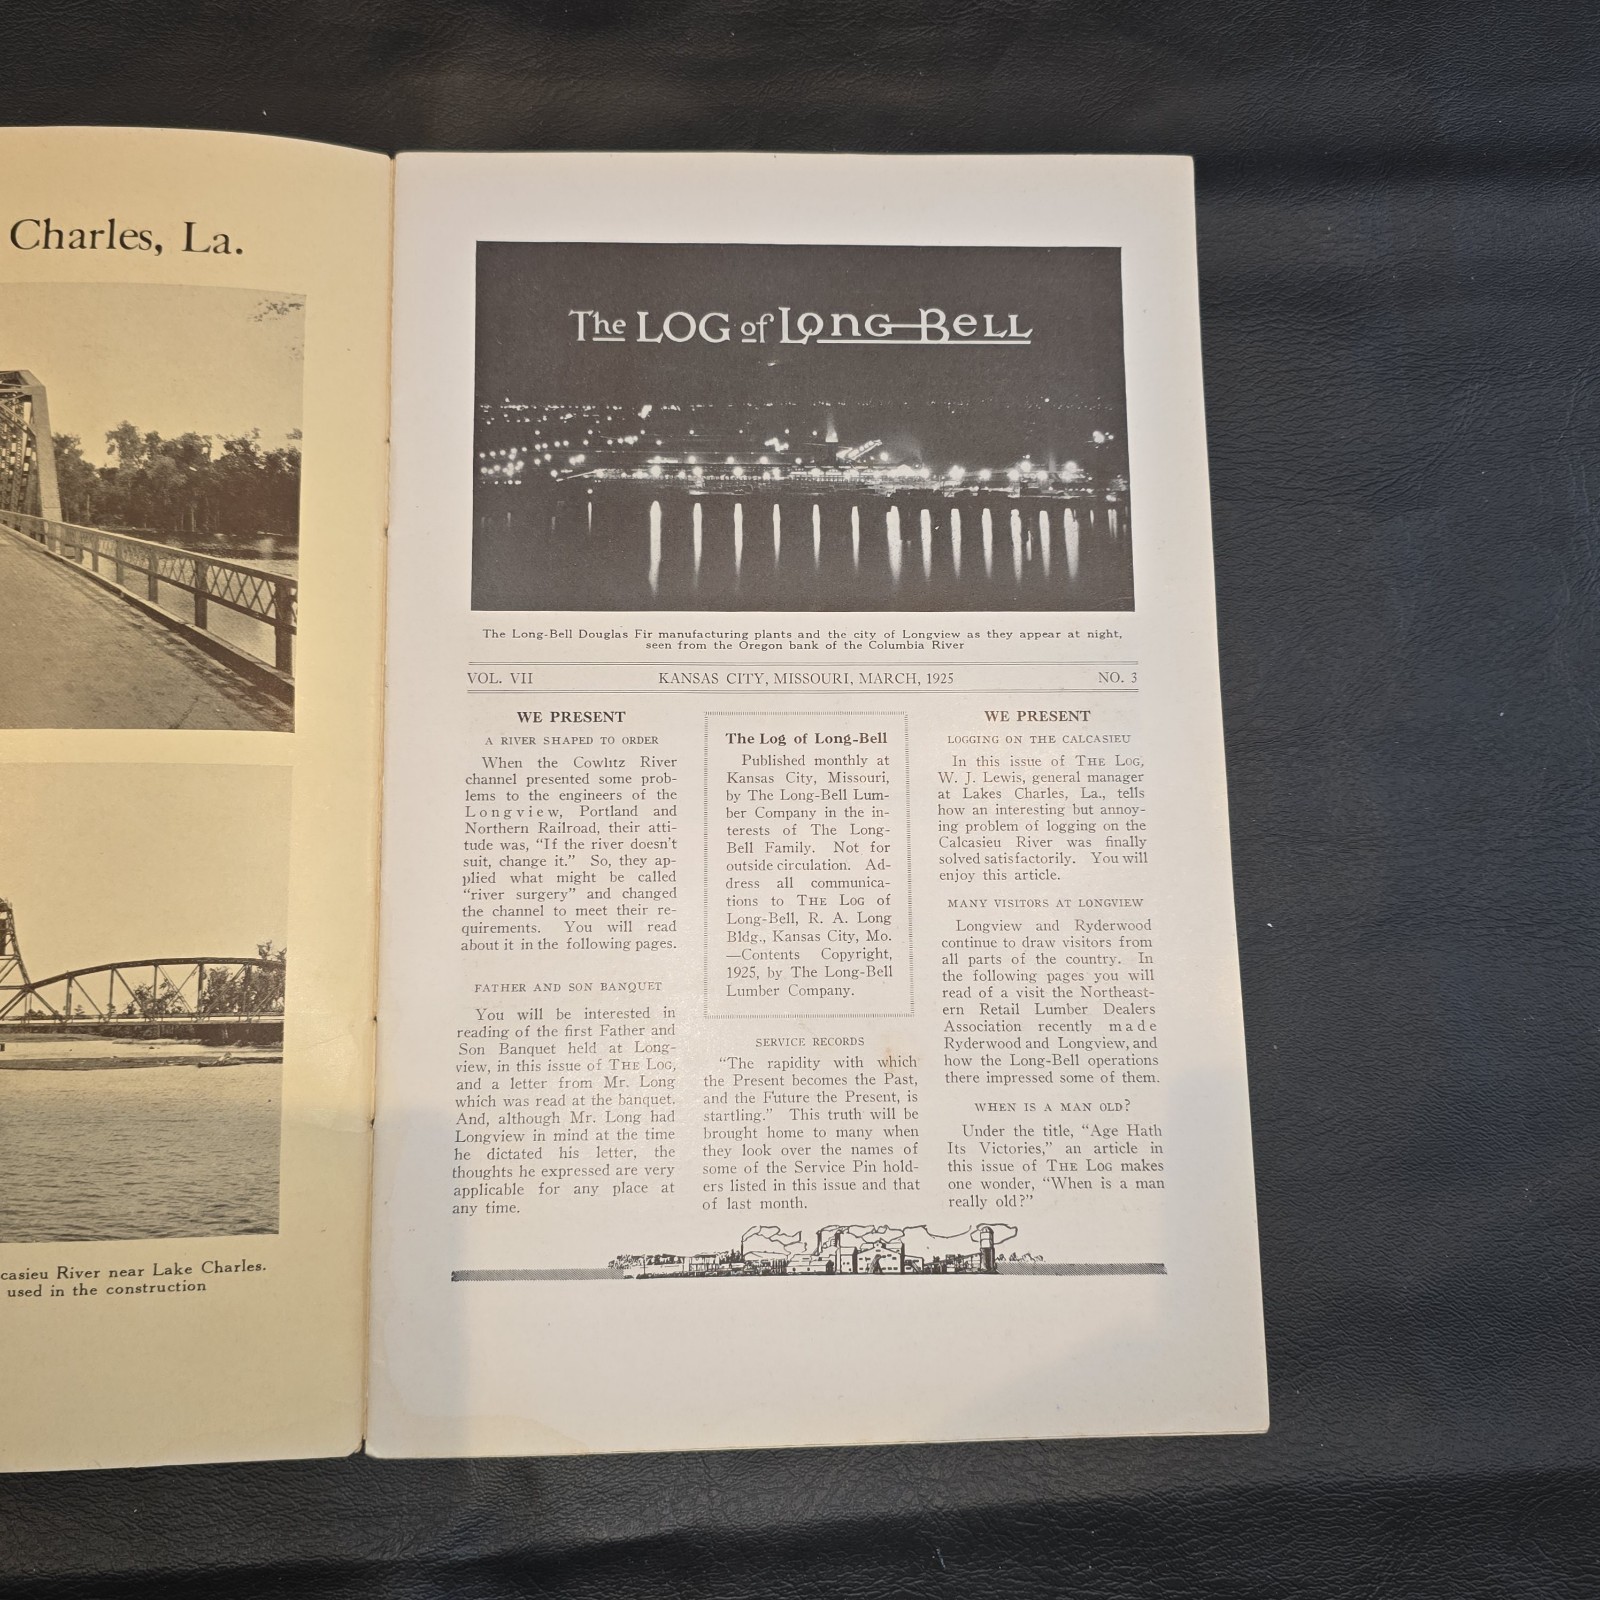 Charles, La.
casieu River near Lake Charles.
used in the construction
The LOG of Long-Bell
The Long-Bell Douglas Fir manufacturing plants and the city of Longview as they appear at night,
seen from the Oregon bank of the Columbia River
VOL. VII KANSAS CITY, MISSOURI, MARCH, 1925 NO. 3
WE PRESENT
A RIVER SHAPED TO ORDER
When the Cowlitz River
channel presented some prob-
lems to the engineers of the
Longview, Portland and
Northern Railroad, their atti-
tude was, “If the river doesn’t
suit, change it.” So, they ap-
plied what might be called
“river surgery” and changed
the channel to meet their re-
quirements. You will read
about it in the following pages.
FATHER AND SON BANQUET
You will be interested in
reading of the first Father and
Son Banquet held at Long-
view, in this issue of THE LOG,
and a letter from Mr. Long
which was read at the banquet.
And, although Mr. Long had
Longview in mind at the time
he dictated his letter, the
thoughts he expressed are very
applicable for any place at
any time.
The Log of Long-Bell
Published monthly at
Kansas City, Missouri,
by The Long-Bell Lum-
ber Company in the in-
terests of The Long-
Bell Family. Not for
outside circulation. Ad-
dress all communica-
tions to THE LOG of
Long-Bell, R. A. Long
Bldg., Kansas City, Mo.
—Contents Copyright,
1925, by The Long-Bell
Lumber Company.
SERVICE RECORDS
“The rapidity with which
the Present becomes the Past,
and the Future the Present, is
startling.” This truth will be
brought home to many when
they look over the names of
some of the Service Pin hold-
ers listed in this issue and that
of last month.
WE PRESENT
LOGGING ON THE CALCASIEU
In this issue of THE LOG,
W. J. Lewis, general manager
at Lakes Charles, La., tells
how an interesting but annoy-
ing problem of logging on the
Calcasieu River was finally
solved satisfactorily. You will
enjoy this article.
MANY VISITORS AT LONGVIEW
Longview and Ryderwood
continue to draw visitors from
all parts of the country. In
the following pages you will
read of a visit the Northeast-
ern Retail Lumber Dealers
Association recently made
Ryderwood and Longview, and
how the Long-Bell operations
there impressed some of them.
WHEN IS A MAN OLD?
Under the title, “Age Hath
Its Victories,” an article in
this issue of THE LOG makes
one wonder, “When is a man
really old?”